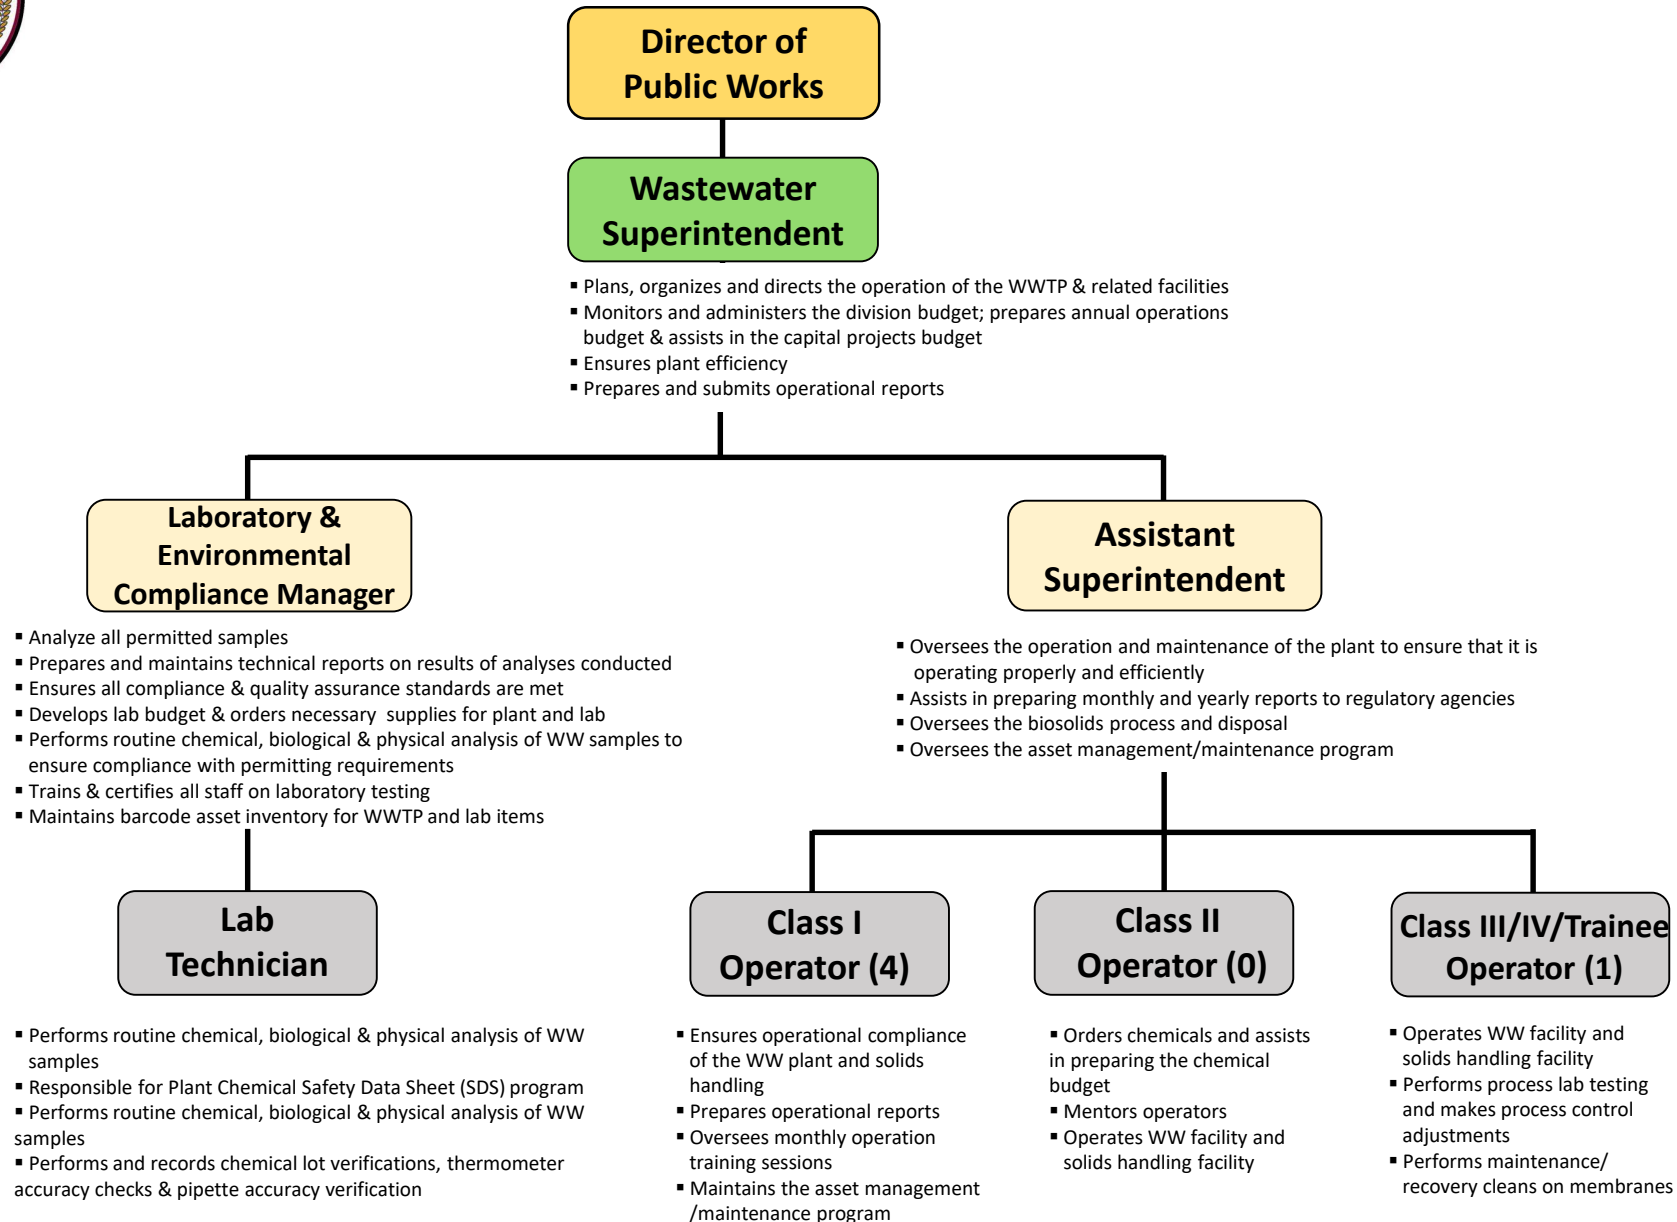 Director of
Public Works
Wastewater
Superintendent
▪ Plans, organizes and directs the operation of the WWTP & related facilities
▪ Monitors and administers the division budget; prepares annual operations
budget & assists in the capital projects budget
▪ Ensures plant efficiency
▪ Prepares and submits operational reports
Laboratory &
Environmental
Compliance Manager
▪ Analyze all permitted samples
▪ Prepares and maintains technical reports on results of analyses conducted
▪ Ensures all compliance & quality assurance standards are met
▪ Develops lab budget & orders necessary supplies for plant and lab
▪ Performs routine chemical, biological & physical analysis of WW samples to
ensure compliance with permitting requirements
▪ Trains & certifies all staff on laboratory testing
▪ Maintains barcode asset inventory for WWTP and lab items
Assistant
Superintendent
▪ Oversees the operation and maintenance of the plant to ensure that it is
operating properly and efficiently
▪ Assists in preparing monthly and yearly reports to regulatory agencies
▪ Oversees the biosolids process and disposal
▪ Oversees the asset management/maintenance program
Lab
Technician
▪ Performs routine chemical, biological & physical analysis of WW
samples
▪ Responsible for Plant Chemical Safety Data Sheet (SDS) program
▪ Performs routine chemical, biological & physical analysis of WW
samples
▪ Performs and records chemical lot verifications, thermometer
accuracy checks & pipette accuracy verification
Class I
Operator (4)
▪ Ensures operational compliance
of the WW plant and solids
handling
▪ Prepares operational reports
▪ Oversees monthly operation
training sessions
▪ Maintains the asset management
/maintenance program
Class II
Operator (0)
▪ Orders chemicals and assists
in preparing the chemical
budget
▪ Mentors operators
▪ Operates WW facility and
solids handling facility
Class III/IV/Trainee
Operator (1)
▪ Operates WW facility and
solids handling facility
▪ Performs process lab testing
and makes process control
adjustments
▪ Performs maintenance/
recovery cleans on membranes